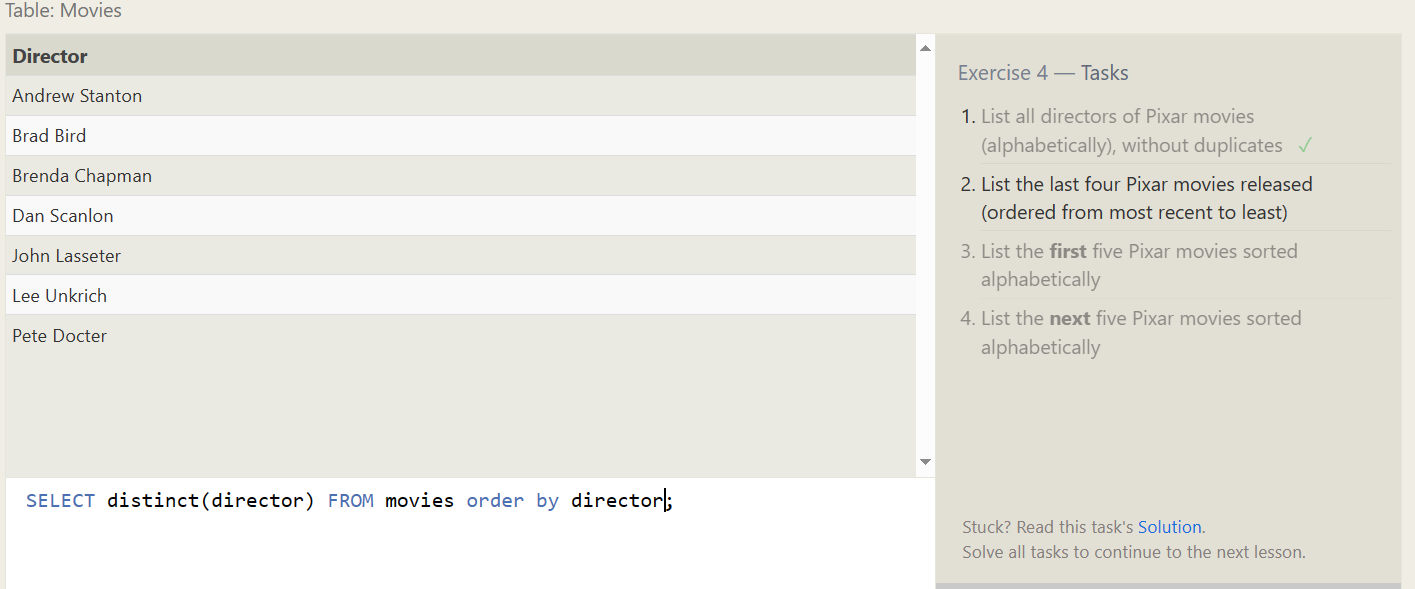 Table: Movies
Director
Andrew Stanton
Brad Bird
Brenda Chapman
Dan Scanlon
John Lasseter
Lee Unkrich
Pete Docter
SELECT distinct(director) FROM movies order by director;
Exercise 4 — Tasks
1. List all directors of Pixar movies
(alphabetically), without duplicates ✓
2. List the last four Pixar movies released
(ordered from most recent to least)
3. List the first five Pixar movies sorted
alphabetically
4. List the next five Pixar movies sorted
alphabetically
Stuck? Read this task's Solution.
Solve all tasks to continue to the next lesson.